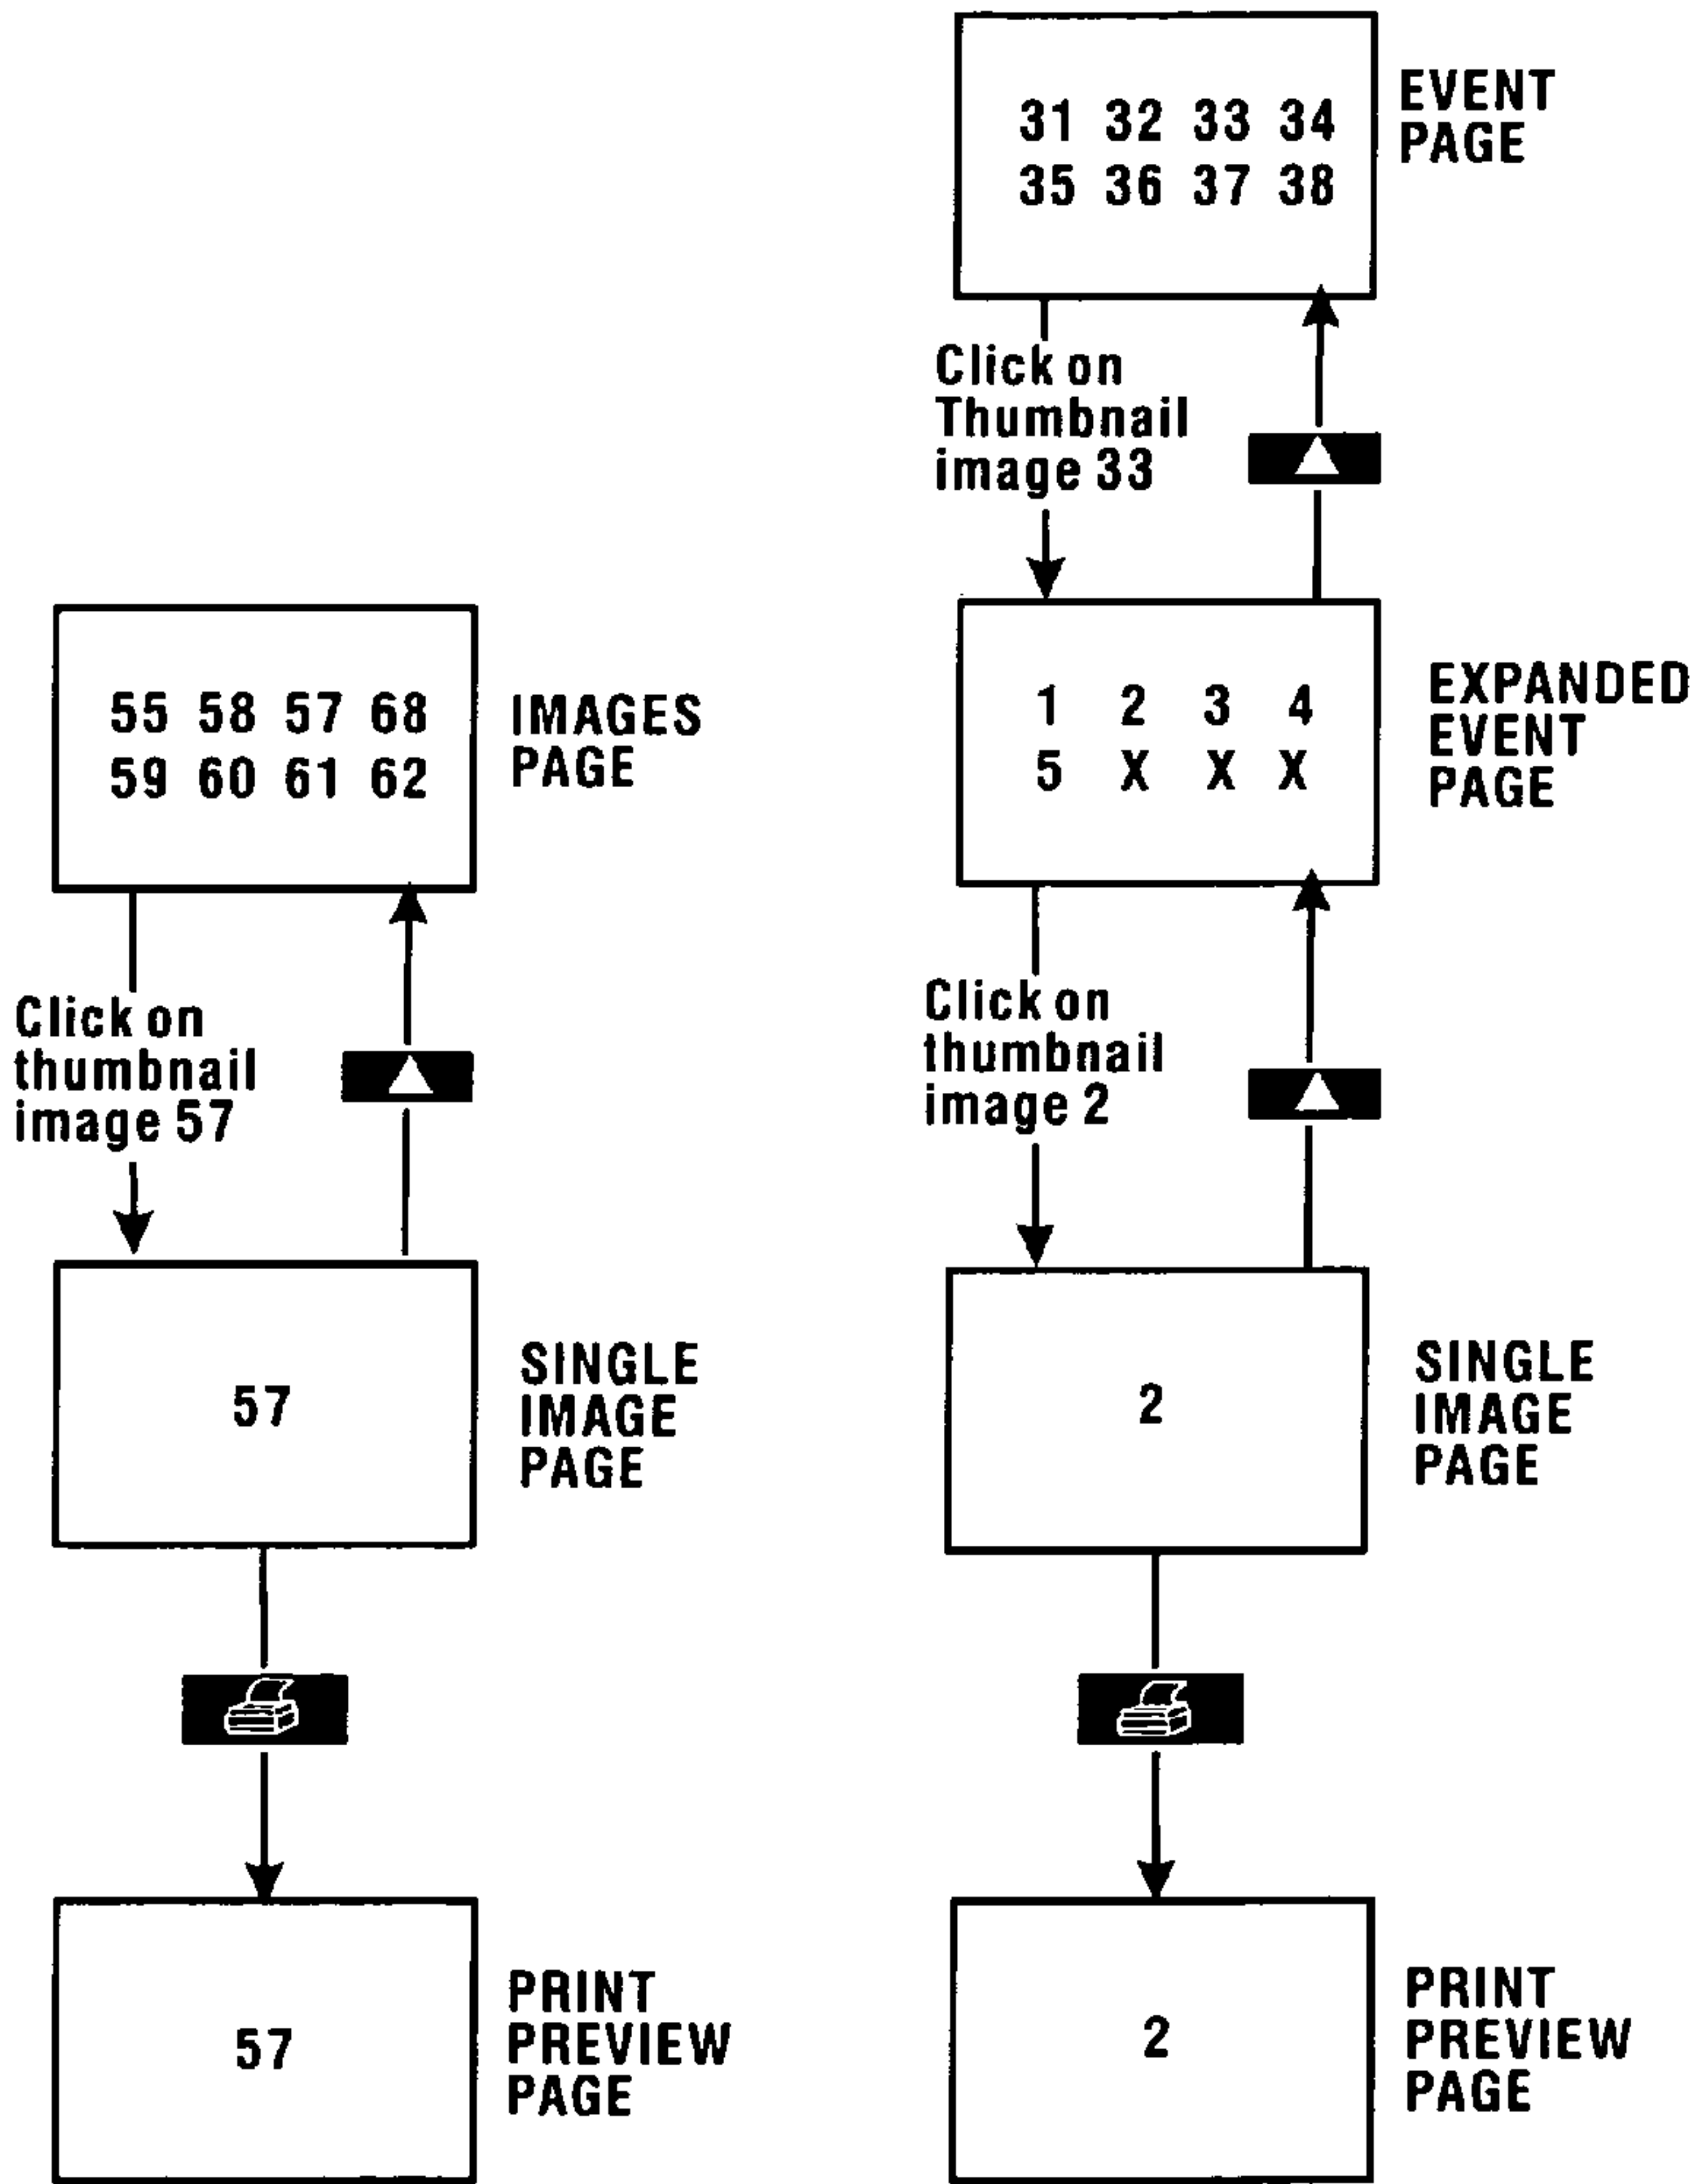 31 32 33 34
35 36 37 38
EVENT
PAGE
Click on
Thumbnail
image 33
55 58 57 68
59 60 61 62
IMAGES
PAGE
1 2 3 4
5 X X X
EXPANDED
EVENT
PAGE
Click on
thumbnail
image 57
Click on
thumbnail
image 2
57
SINGLE
IMAGE
PAGE
2
SINGLE
IMAGE
PAGE
57
PRINT
PREVIEW
PAGE
2
PRINT
PREVIEW
PAGE